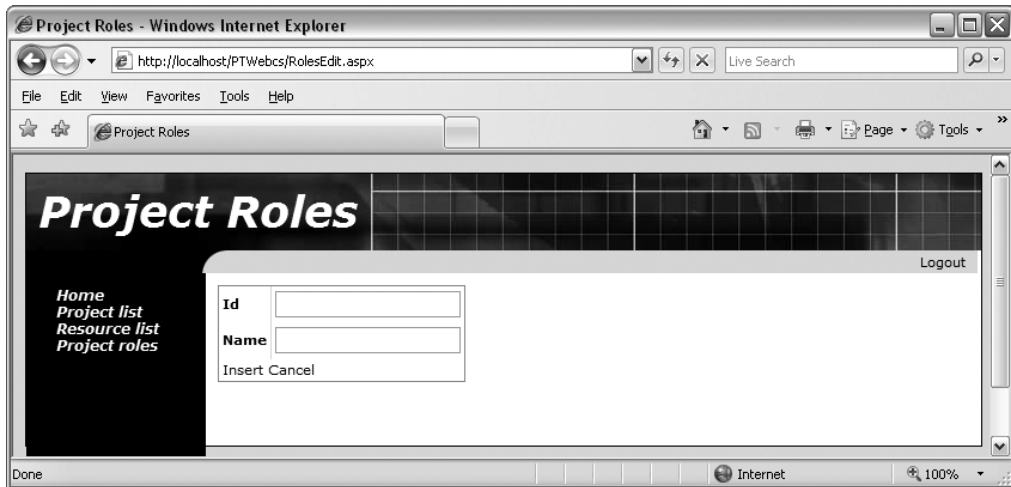 Project Roles - Windows Internet Explorer
http://localhost/PTWebcs/RolesEdit.aspx
Live Search
File Edit View Favorites Tools Help
Project Roles
Page Tools »
Project Roles
Logout
Home
Project list
Resource list
Project roles
Id
Name
Insert Cancel
Done
Internet
100%